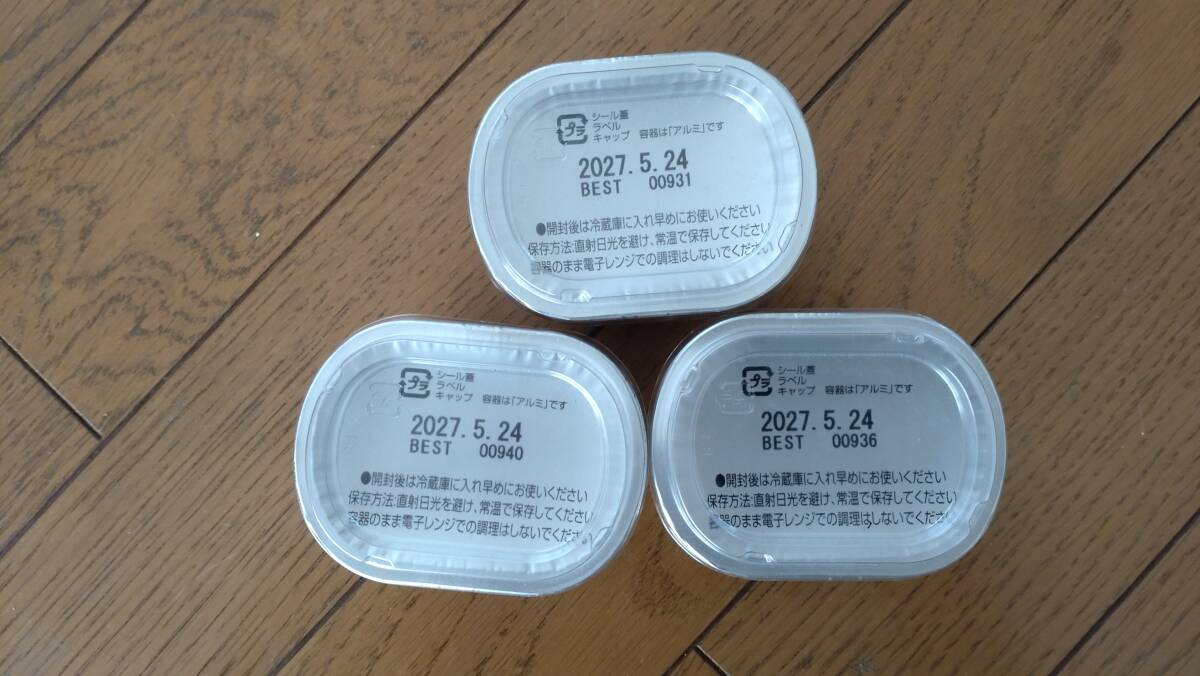 プラ
シール蓋
ラベル
キャップ 容器は「アルミ」です
2027. 5. 24
BEST 00931
●開封後は冷蔵庫に入れ早めにお使いください
保存方法:直射日光を避け、常温で保存してください
容器のまま電子レンジでの調理はしないでください
プラ
シール蓋
ラベル
キャップ 容器は「アルミ」です
2027. 5. 24
BEST 00940
●開封後は冷蔵庫に入れ早めにお使いください
保存方法:直射日光を避け、常温で保存してください
容器のまま電子レンジでの調理はしないでください
プラ
シール蓋
ラベル
キャップ 容器は「アルミ」です
2027. 5. 24
BEST 00936
●開封後は冷蔵庫に入れ早めにお使いください
保存方法:直射日光を避け、常温で保存してください
容器のまま電子レンジでの調理はしないでください